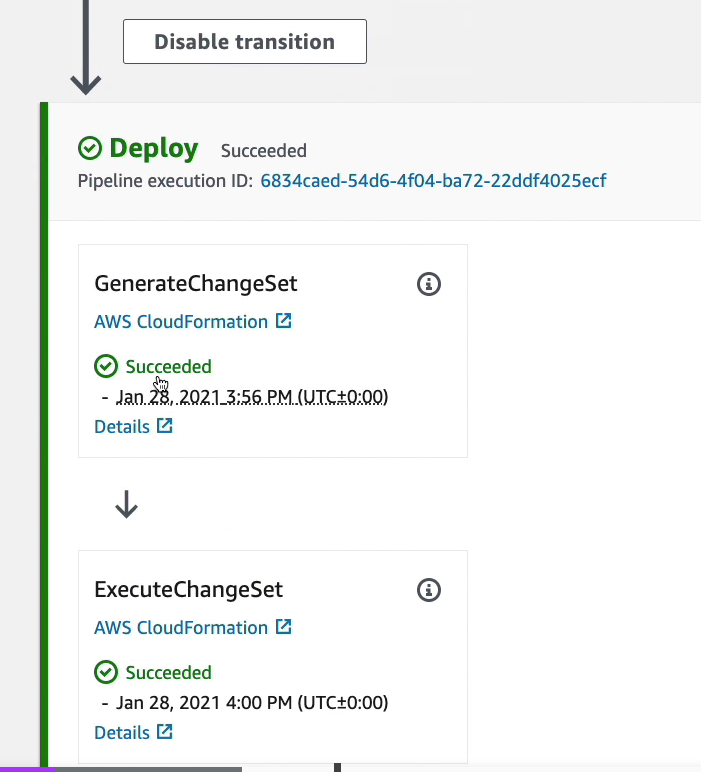 Disable transition
Deploy Succeeded
Pipeline execution ID: 6834caed-54d6-4f04-ba72-22ddf4025ecf
GenerateChangeSet
AWS CloudFormation
Succeeded
- Jan 28, 2021 3:56 PM (UTC±0:00)
Details
ExecuteChangeSet
AWS CloudFormation
Succeeded
- Jan 28, 2021 4:00 PM (UTC±0:00)
Details